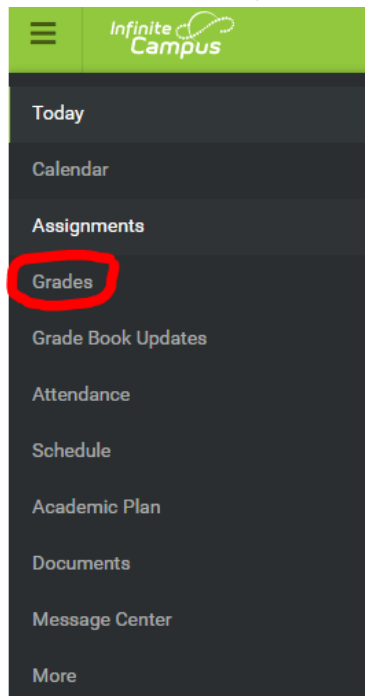 Infinite
Campus
Today
Calendar
Assignments
Grades
Grade Book Updates
Attendance
Schedule
Academic Plan
Documents
Message Center
More